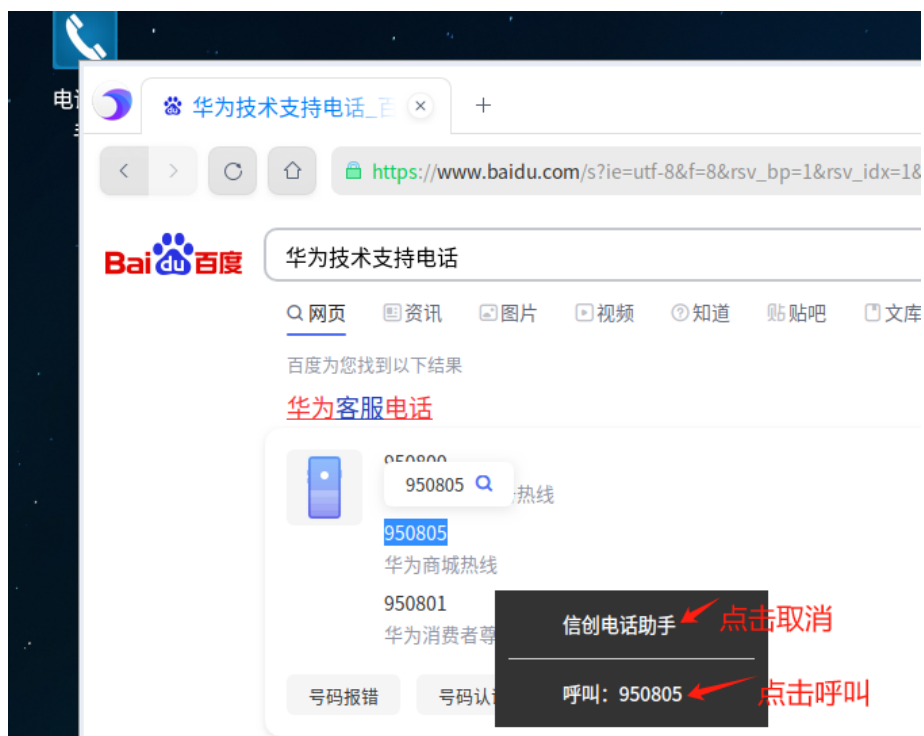 电
华为技术支持电话_百
https://www.baidu.com/s?ie=utf-8&f=8&rsv_bp=1&rsv_idx=1&
Bai du 百度
华为技术支持电话
网页 资讯 图片 视频 知道 贴贴吧 文库
百度为您找到以下结果
华为客服电话
950800
950805
热线
950805
华为商城热线
950801
华为消费者尊
信创电话助手 点击取消
呼叫：950805 点击呼叫
号码报错 号码认